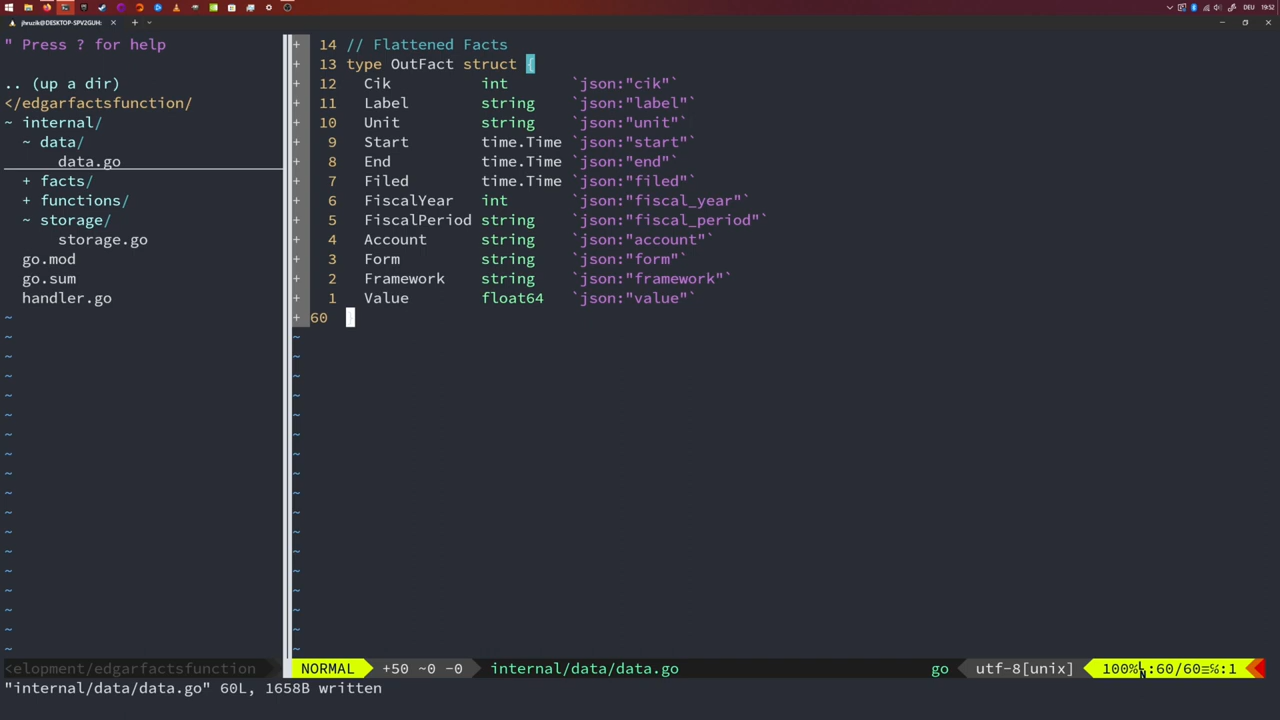 DEU
19:52
jhruzik@DESKTOP-SPV2GUH:
" Press ? for help
.. (up a dir)
</edgarfactsfunction/
~ internal/
~ data/
data.go
+ facts/
+ functions/
~ storage/
storage.go
go.mod
go.sum
handler.go
+ 14 // Flattened Facts
+ 13 type OutFact struct {
+ 12 Cik int `json:"cik"`
+ 11 Label string `json:"label"`
+ 10 Unit string `json:"unit"`
+ 9 Start time.Time `json:"start"`
+ 8 End time.Time `json:"end"`
+ 7 Filed time.Time `json:"filed"`
+ 6 FiscalYear int `json:"fiscal_year"`
+ 5 FiscalPeriod string `json:"fiscal_period"`
+ 4 Account string `json:"account"`
+ 3 Form string `json:"form"`
+ 2 Framework string `json:"framework"`
+ 1 Value float64 `json:"value"`
+ 60
<elopment/edgarfactsfunction
NORMAL +50 ~0 -0 internal/data/data.go go utf-8[unix] 100% :60/60≡℅:1
"internal/data/data.go" 60L, 1658B written